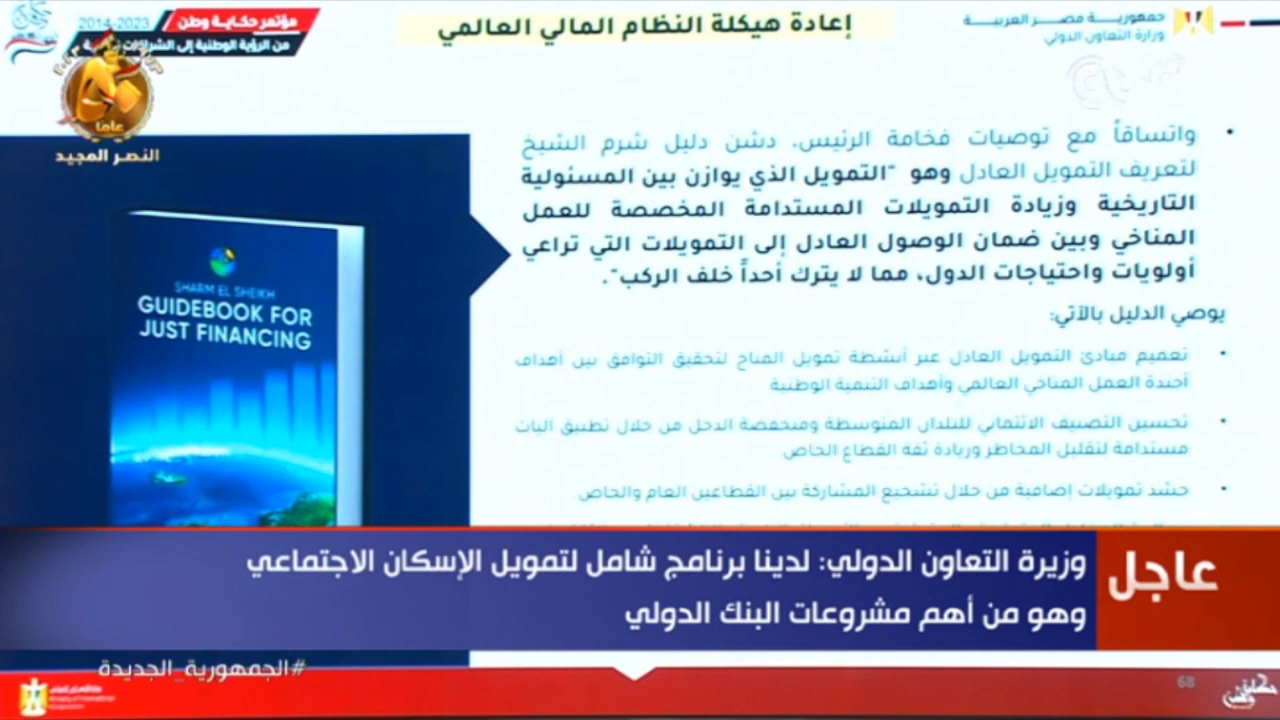 مؤتمر حكاية وطن
2014-2023
من الرؤية الوطنية إلى الشراكات
إعادة هيكلة النظام المالي العالمي
جمهورية مصر العربية
وزارة التعاون الدولي
عاما
النصر المجيد
واتساقاً مع توصيات فخامة الرئيس، دشن دليل شرم الشيخ
لتعريف التمويل العادل وهو "التمويل الذي يوازن بين المسئولية
التاريخية وزيادة التمويلات المستدامة المخصصة للعمل
المناخي وبين ضمان الوصول العادل إلى التمويلات التي تراعي
أولويات واحتياجات الدول، مما لا يترك أحداً خلف الركب".
يوصي الدليل بالآتي:
تعميم مبادئ التمويل العادل عبر أنشطة تمويل المناخ لتحقيق التوافق بين أهداف
أجندة العمل المناخي العالمي وأهداف التنمية الوطنية
تحسين التصنيف الائتماني للبلدان المتوسطة ومنخفضة الدخل من خلال تطبيق آليات
مستدامة لتقليل المخاطر وزيادة ثقة القطاع الخاص
حشد تمويلات إضافية من خلال تشجيع المشاركة بين القطاعين العام والخاص
SHARM EL SHEIKH
GUIDEBOOK FOR
JUST FINANCING
عاجل
وزيرة التعاون الدولي: لدينا برنامج شامل لتمويل الإسكان الاجتماعي
وهو من أهم مشروعات البنك الدولي
#الجمهورية_الجديدة
68
حكاية وطن